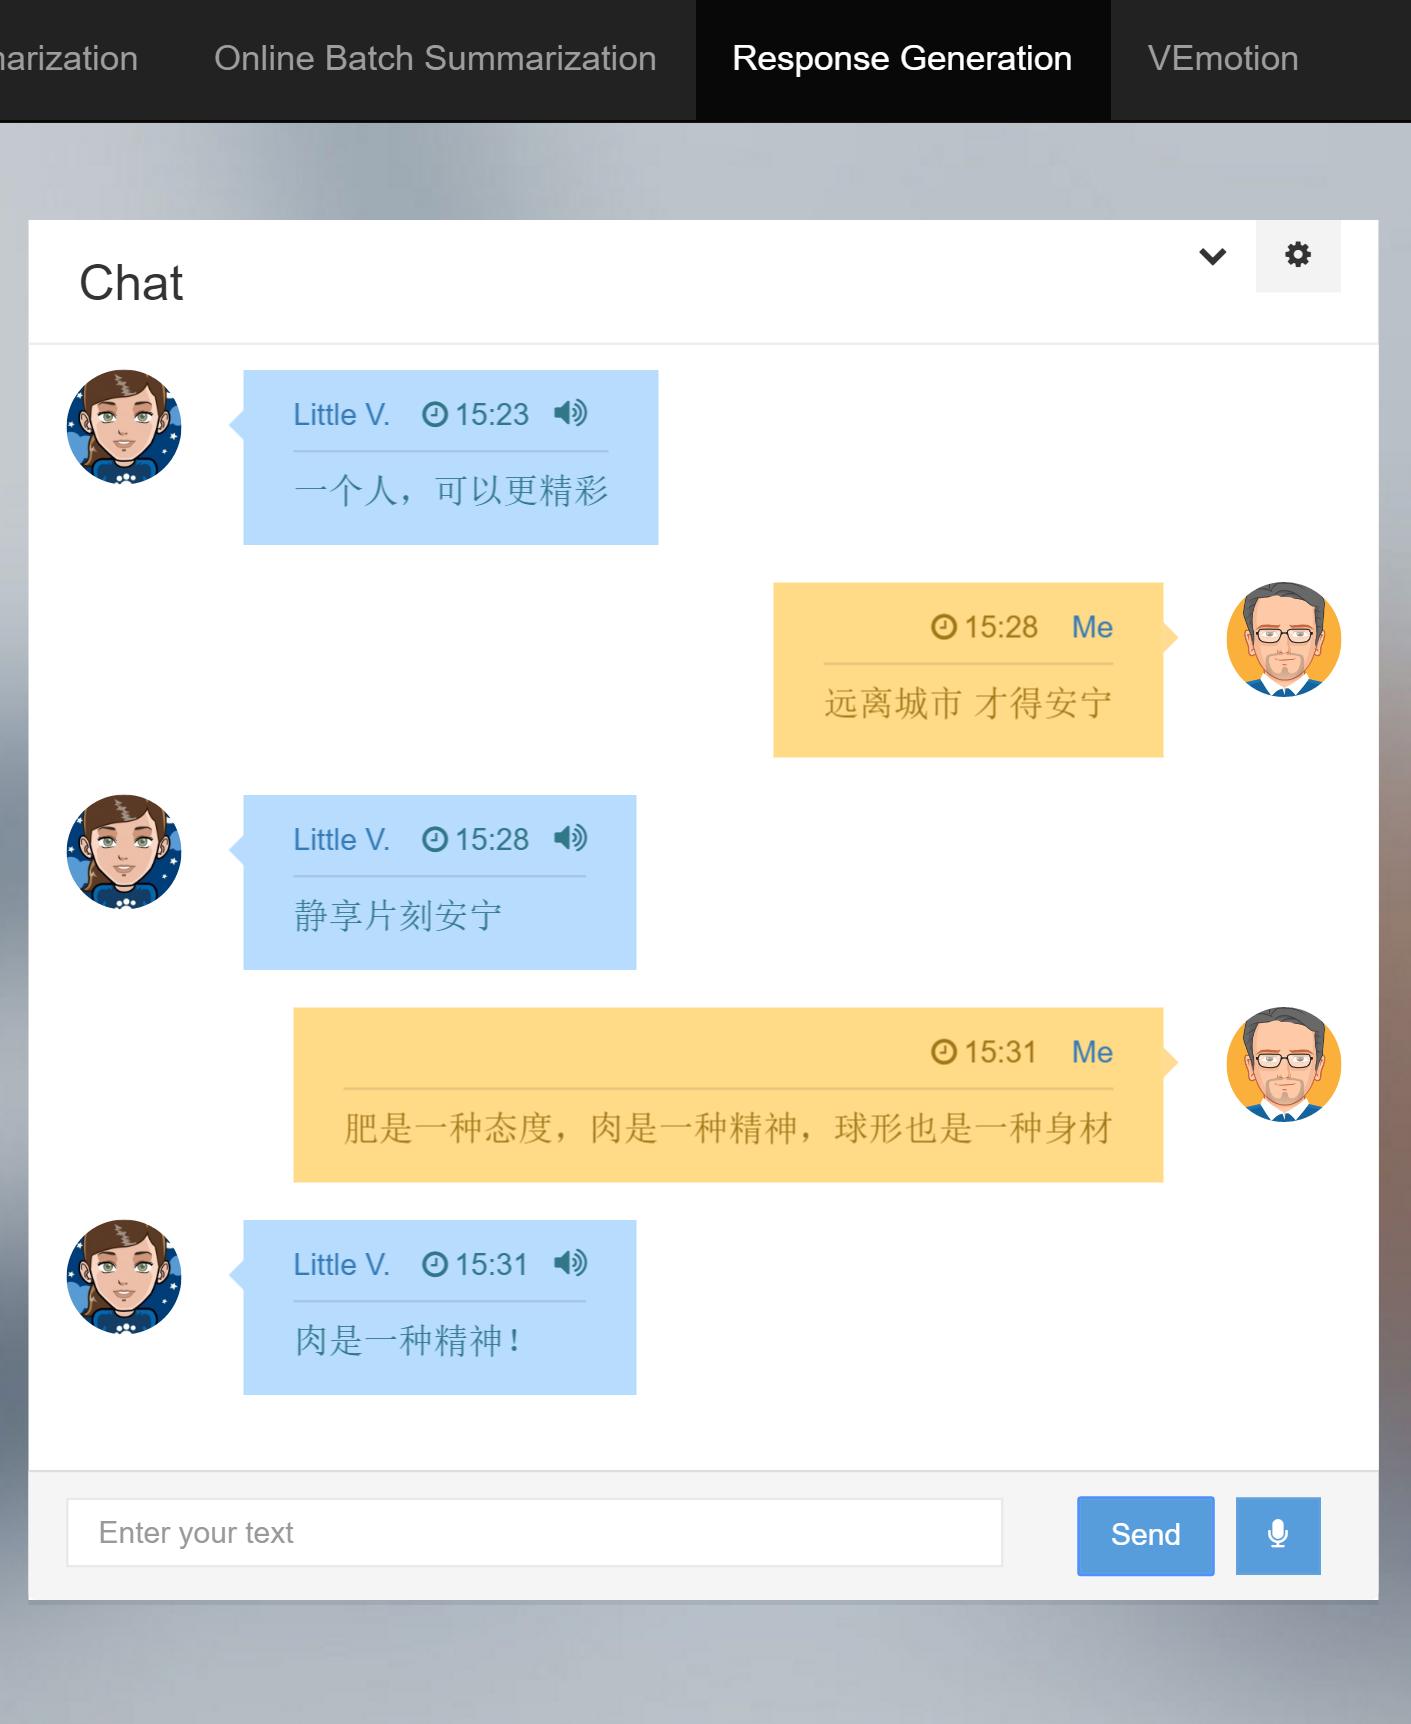 arization Online Batch Summarization Response Generation VEmotion
Chat
Little V. 15:23
一个人，可以更精彩
15:28 Me
远离城市 才得安宁
Little V. 15:28
静享片刻安宁
15:31 Me
肥是一种态度，肉是一种精神，球形也是一种身材
Little V. 15:31
肉是一种精神！
Enter your text Send